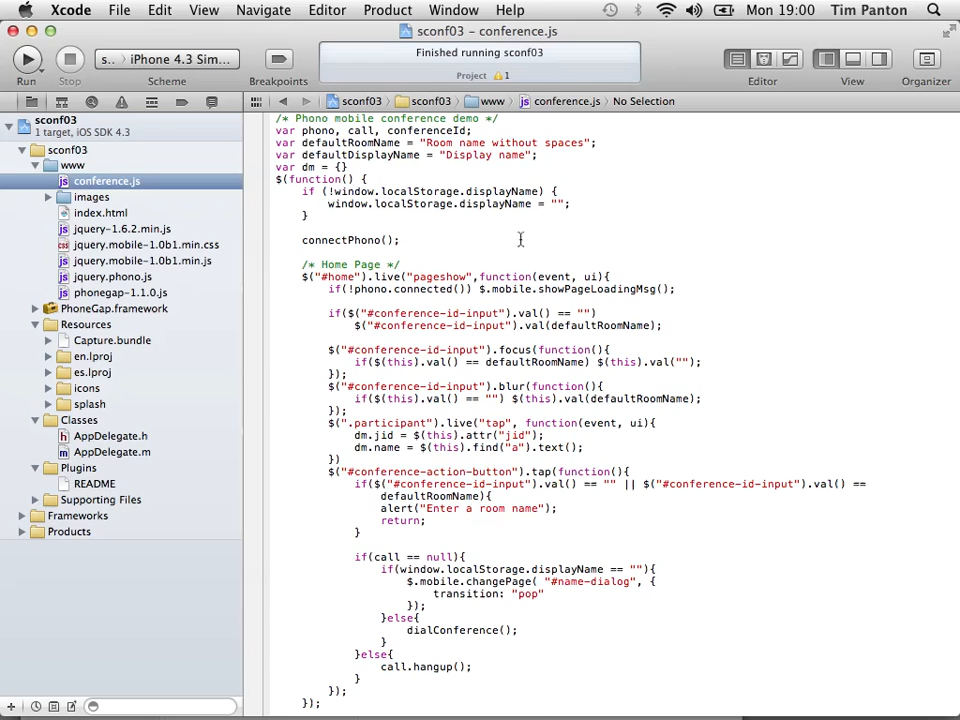 Xcode File Edit View Navigate Editor Product Window Help Mon 19:00 Tim Panton
sconf03 – conference.js
Run Stop
s.. iPhone 4.3 Sim...
Scheme
Breakpoints
Finished running sconf03
Project 1
Editor View Organizer
sconf03 sconf03 www conference.js No Selection
sconf03
1 target, iOS SDK 4.3
sconf03
www
conference.js
images
index.html
jquery-1.6.2.min.js
jquery.mobile-1.0b1.min.css
jquery.mobile-1.0b1.min.js
jquery.phono.js
phonegap-1.1.0.js
PhoneGap.framework
Resources
Capture.bundle
en.lproj
es.lproj
icons
splash
Classes
AppDelegate.h
AppDelegate.m
Plugins
README
Supporting Files
Frameworks
Products
/* Phono mobile conference demo */
var phono, call, conferenceId;
var defaultRoomName = "Room name without spaces";
var defaultDisplayName = "Display name";
var dm = {}
$(function() {
if (!window.localStorage.displayName) {
window.localStorage.displayName = "";
}
connectPhono();
/* Home Page */
$("#home").live("pageshow",function(event, ui){
if(!phono.connected()) $.mobile.showPageLoadingMsg();
if($("#conference-id-input").val() == "")
$("#conference-id-input").val(defaultRoomName);
$("#conference-id-input").focus(function(){
if($(this).val() == defaultRoomName) $(this).val("");
});
$("#conference-id-input").blur(function(){
if($(this).val() == "") $(this).val(defaultRoomName);
});
$(".participant").live("tap", function(event, ui){
dm.jid = $(this).attr("jid");
dm.name = $(this).find("a").text();
})
$("#conference-action-button").tap(function(){
if($("#conference-id-input").val() == "" || $("#conference-id-input").val() ==
defaultRoomName){
alert("Enter a room name");
return;
}
if(call == null){
if(window.localStorage.displayName == ""){
$.mobile.changePage( "#name-dialog", {
transition: "pop"
});
}else{
dialConference();
}
}else{
call.hangup();
}
});
});